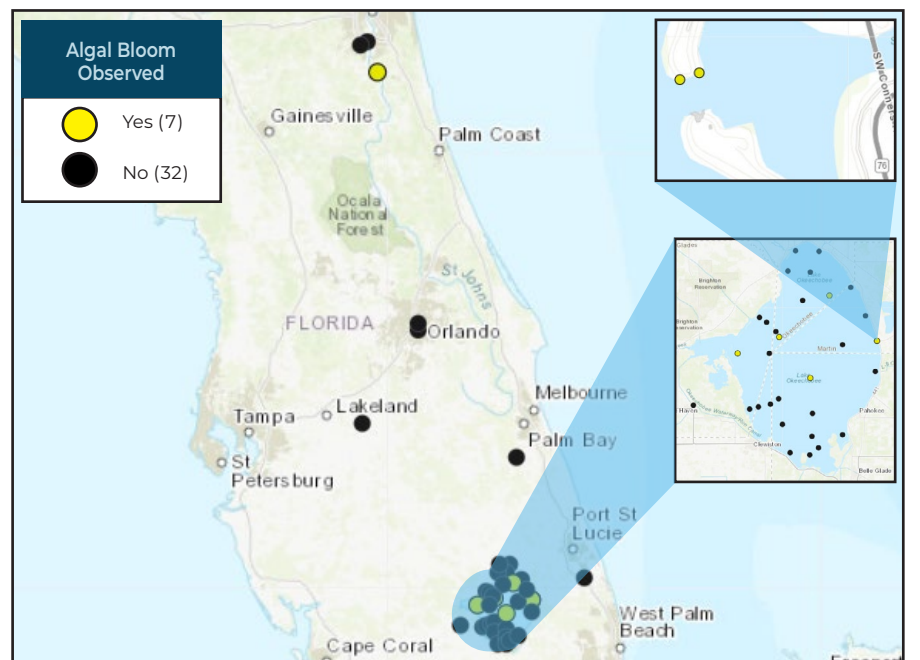 Algal Bloom
Observed
Yes (7)
No (32)
Gainesville
Palm Coast
Ocala
National
Forest
St Johns
FLORIDA
Orlando
Lakeland
Tampa
St
Petersburg
Melbourne
Palm Bay
Port St
Lucie
West Palm
Beach
Cape Coral
76
Glades
Brighton
Reservation
Brighton
Okeechobee
Martin
Lake
Okeechobee
Pahokee
Clewiston
Belle Glade